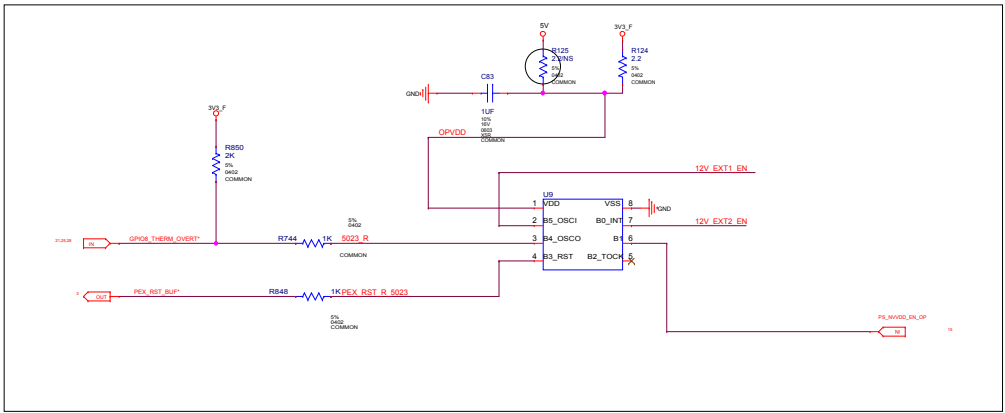 5V
3V3_F
R125
2.2/NS
5%
0402
COMMON
R124
2.2
5%
0402
COMMON
C83
GND
1UF
10%
16V
0603
X5R
COMMON
3V3_F
OPVDD
R850
2K
5%
0402
COMMON
12V_EXT1_EN
U9
1 VDD VSS 8 GND
2 B5_OSCI B0_INT 7 12V_EXT2_EN
3 B4_OSCO B1 6
4 B3_RST B2_TOCK 5
5%
0402
IN GPIO8_THERM_OVERT* R744 1K 5023_R
COMMON
OUT PEX_RST_BUF* R848 1K PEX_RST_R_5023
5%
0402
COMMON
PS_NVVDD_EN_OP
IN